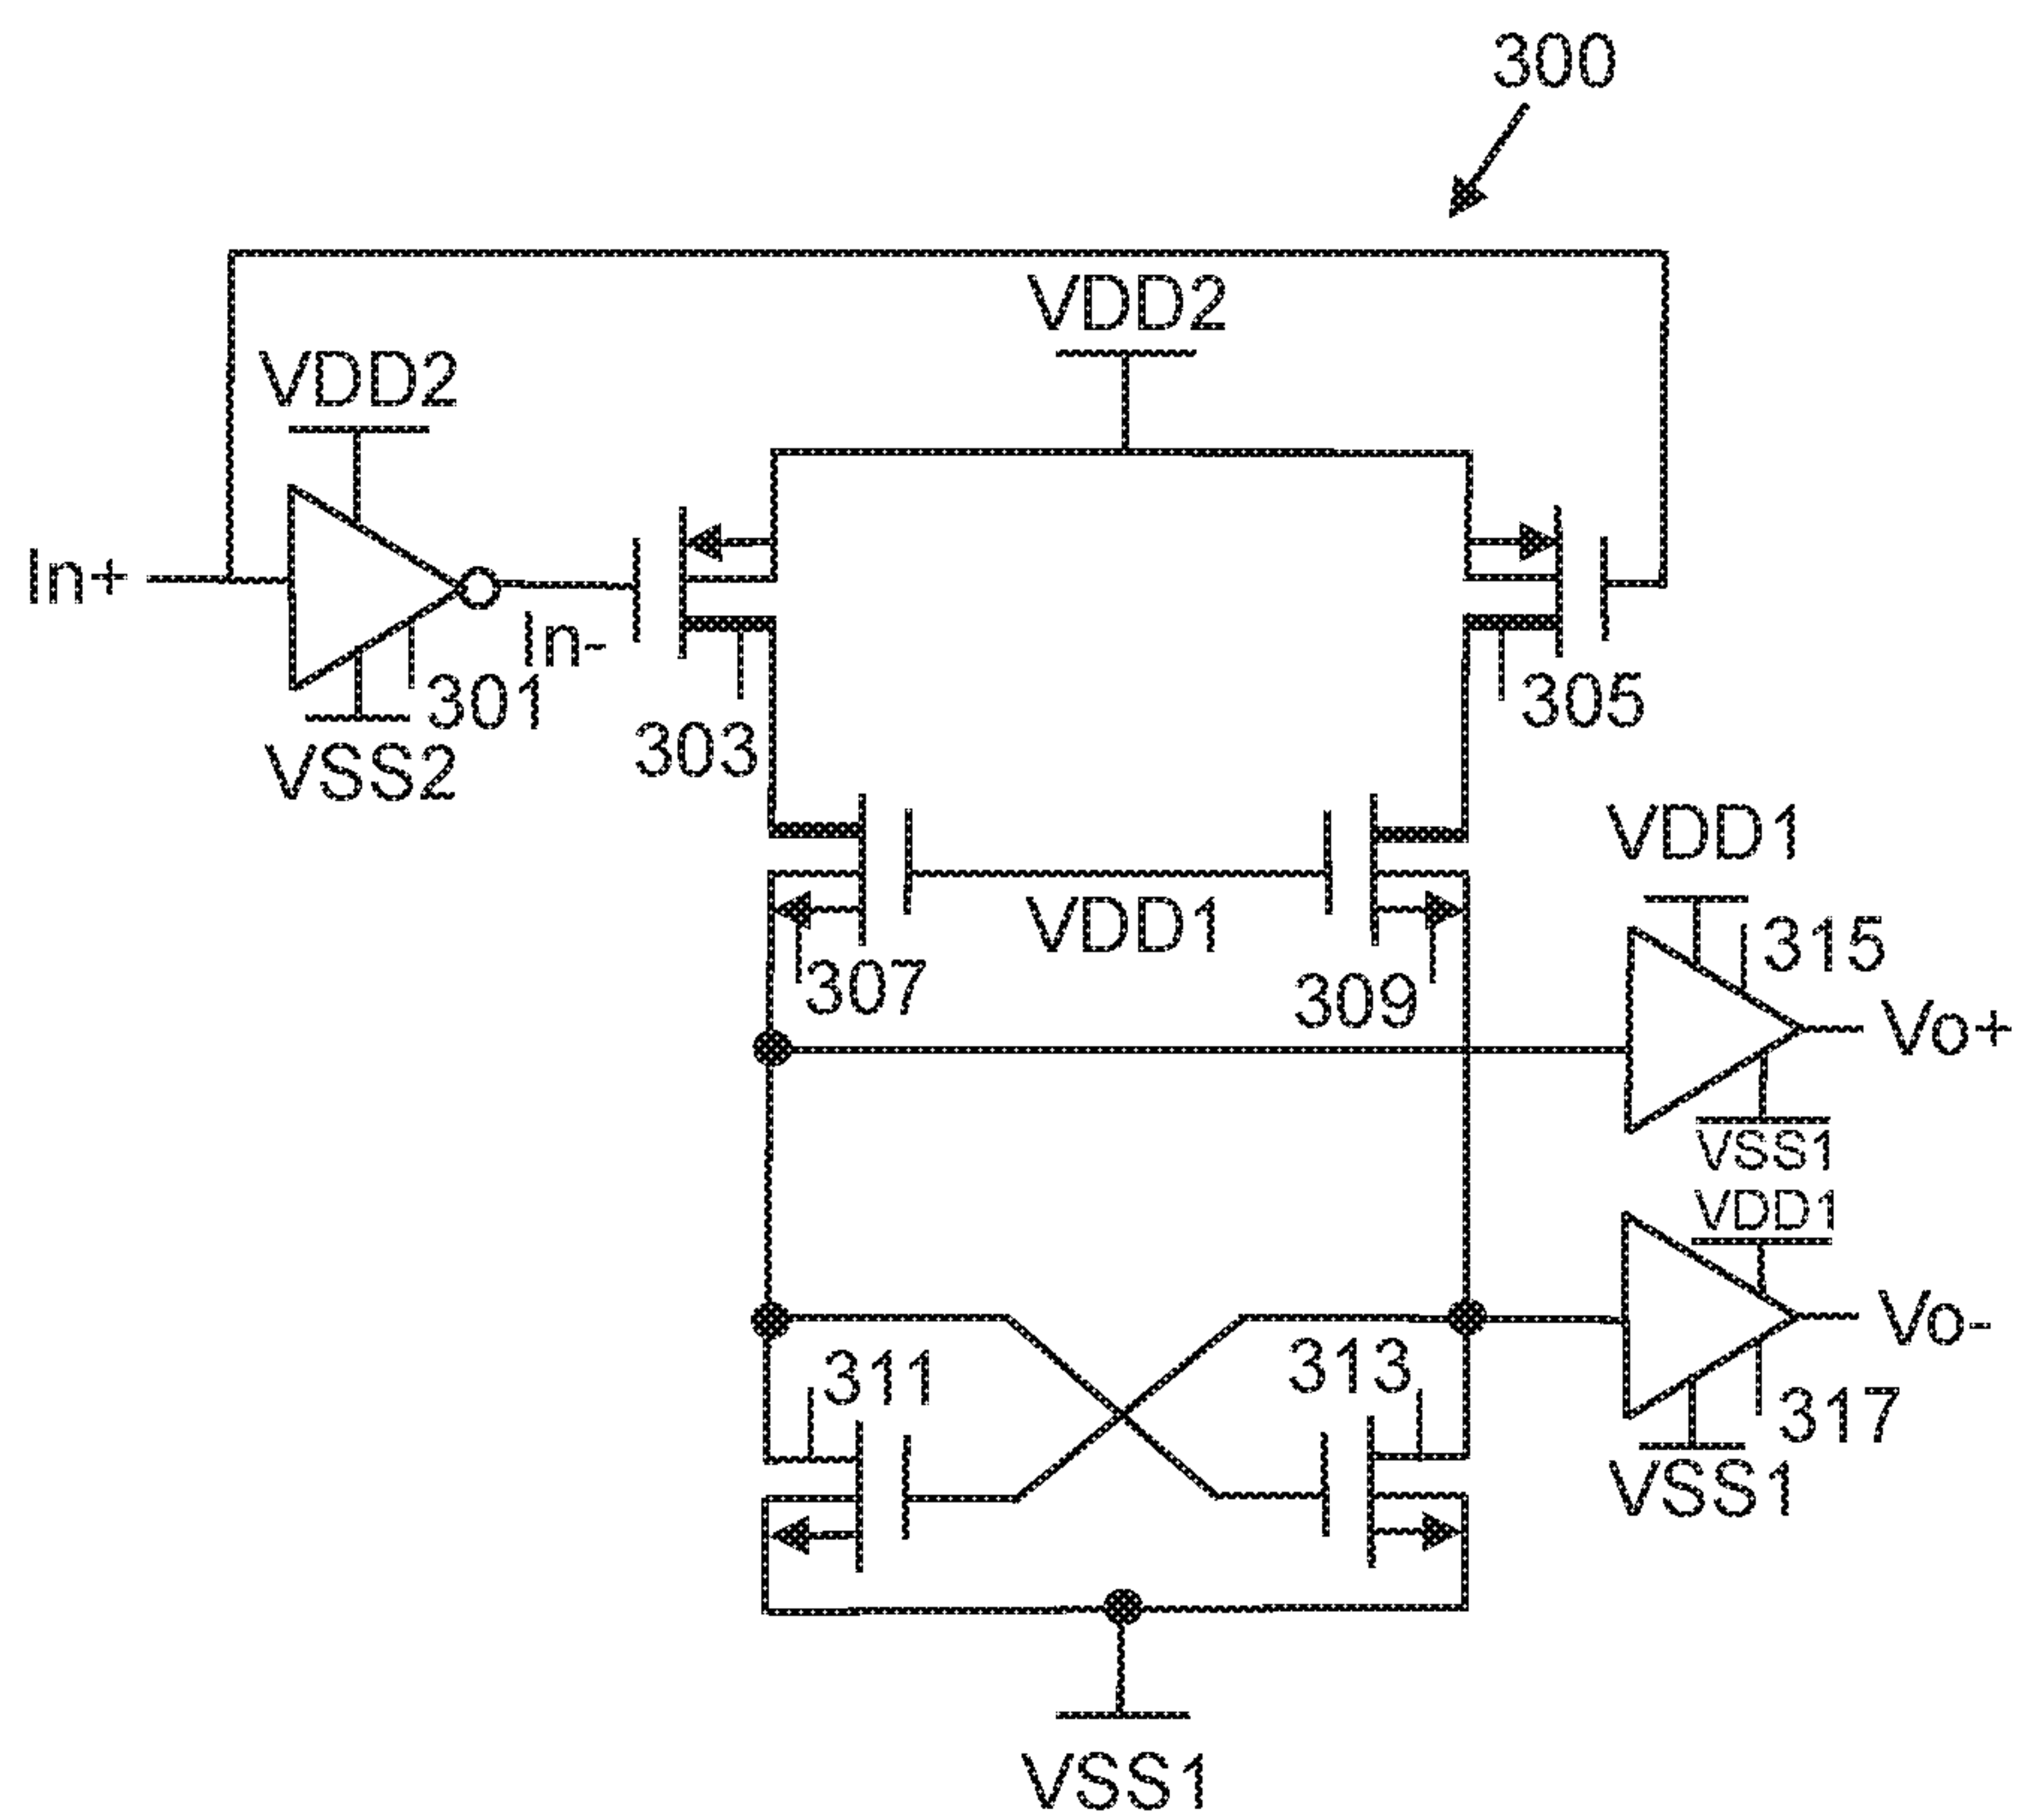 300
VDD2
VDD2
In+
In-
301
VSS2
303
305
VDD1
VDD1
315
307
309
Vo+
VSS1
VDD1
Vo-
311
313
317
VSS1
VSS1